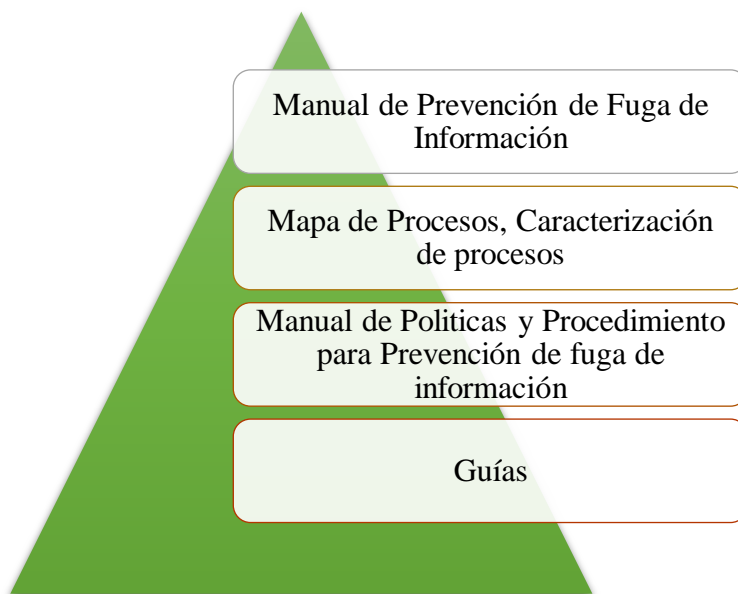 Manual de Prevención de Fuga de
Información
Mapa de Procesos, Caracterización
de procesos
Manual de Politicas y Procedimiento
para Prevención de fuga de
información
Guías